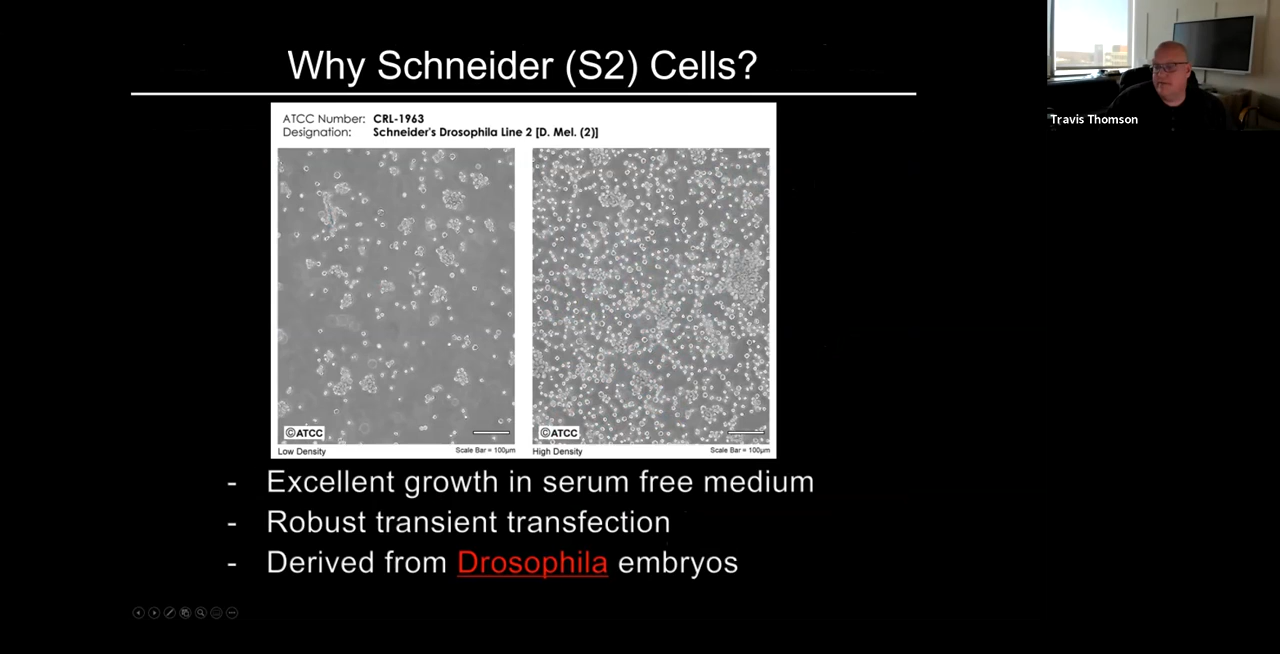 Why Schneider (S2) Cells?
Travis Thomson
ATCC Number: CRL-1963
Designation: Schneider's Drosophila Line 2 [D. Mel. (2)]
©ATCC
©ATCC
Low Density Scale Bar = 100µm
High Density Scale Bar = 100µm
- Excellent growth in serum free medium
- Robust transient transfection
- Derived from Drosophila embryos